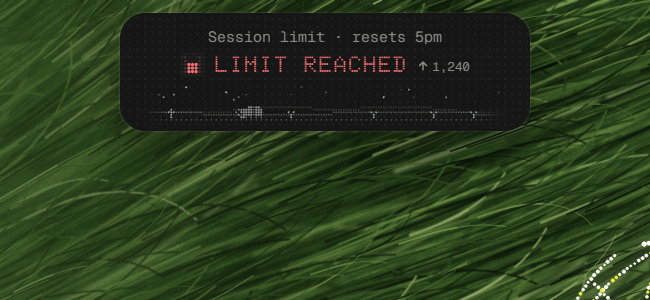 Session limit · resets 5pm
LIMIT REACHED ↑ 1,240